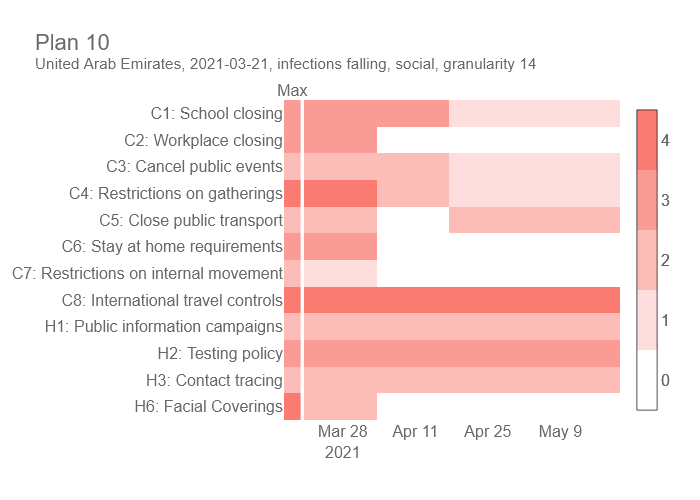 Plan 10
United Arab Emirates, 2021-03-21, infections falling, social, granularity 14
Max
C1: School closing
C2: Workplace closing
C3: Cancel public events
C4: Restrictions on gatherings
C5: Close public transport
C6: Stay at home requirements
C7: Restrictions on internal movement
C8: International travel controls
H1: Public information campaigns
H2: Testing policy
H3: Contact tracing
H6: Facial Coverings
4
3
2
1
0
Mar 28 Apr 11 Apr 25 May 9
2021